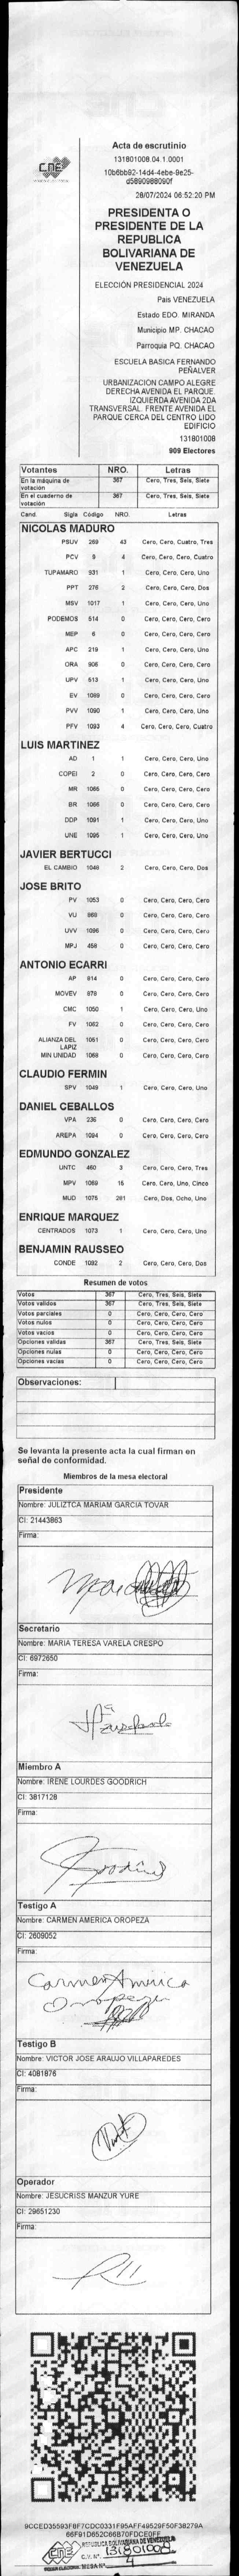 CNE
Acta de escrutinio
131801008.04.1.0001
10b6bb92-14d4-4ebe-9e25-
d5890988090f
28/07/2024 06:52:20 PM
PRESIDENTA O
PRESIDENTE DE LA
REPUBLICA
BOLIVARIANA DE
VENEZUELA
ELECCIÓN PRESIDENCIAL 2024
Pais VENEZUELA
Estado EDO. MIRANDA
Municipio MP. CHACAO
Parroquia PQ. CHACAO
ESCUELA BASICA FERNANDO
PEÑALVER
URBANIZACION CAMPO ALEGRE
DERECHA AVENIDA EL PARQUE.
IZQUIERDA AVENIDA 2DA
TRANSVERSAL. FRENTE AVENIDA EL
PARQUE CERCA DEL CENTRO LIDO
EDIFICIO
131801008
909 Electores
Votantes NRO. Letras
En la máquina de votación 367 Cero, Tres, Seis, Siete
En el cuaderno de votación 367 Cero, Tres, Seis, Siete
Cand. Sigla Código NRO. Letras
NICOLAS MADURO
PSUV 269 43 Cero, Cero, Cuatro, Tres
PCV 9 4 Cero, Cero, Cero, Cuatro
TUPAMARO 931 1 Cero, Cero, Cero, Uno
PPT 276 2 Cero, Cero, Cero, Dos
MSV 1017 1 Cero, Cero, Cero, Uno
PODEMOS 514 0 Cero, Cero, Cero, Cero
MEP 6 0 Cero, Cero, Cero, Cero
APC 219 1 Cero, Cero, Cero, Uno
ORA 906 0 Cero, Cero, Cero, Cero
UPV 513 1 Cero, Cero, Cero, Uno
EV 1089 0 Cero, Cero, Cero, Cero
PVV 1090 1 Cero, Cero, Cero, Uno
PFV 1093 4 Cero, Cero, Cero, Cuatro
LUIS MARTINEZ
AD 1 1 Cero, Cero, Cero, Uno
COPEI 2 0 Cero, Cero, Cero, Cero
MR 1065 0 Cero, Cero, Cero, Cero
BR 1066 0 Cero, Cero, Cero, Cero
DDP 1091 1 Cero, Cero, Cero, Uno
UNE 1095 1 Cero, Cero, Cero, Uno
JAVIER BERTUCCI
EL CAMBIO 1046 2 Cero, Cero, Cero, Dos
JOSE BRITO
PV 1053 0 Cero, Cero, Cero, Cero
VU 969 0 Cero, Cero, Cero, Cero
UVV 1096 0 Cero, Cero, Cero, Cero
MPJ 458 0 Cero, Cero, Cero, Cero
ANTONIO ECARRI
AP 914 0 Cero, Cero, Cero, Cero
MOVEV 979 0 Cero, Cero, Cero, Cero
CMC 1050 1 Cero, Cero, Cero, Uno
FV 1062 0 Cero, Cero, Cero, Cero
ALIANZA DEL LAPIZ 1061 0 Cero, Cero, Cero, Cero
MIN UNIDAD 1068 0 Cero, Cero, Cero, Cero
CLAUDIO FERMIN
SPV 1049 1 Cero, Cero, Cero, Uno
DANIEL CEBALLOS
VPA 236 0 Cero, Cero, Cero, Cero
AREPA 1094 0 Cero, Cero, Cero, Cero
EDMUNDO GONZALEZ
UNTC 460 3 Cero, Cero, Cero, Tres
MPV 1069 15 Cero, Cero, Uno, Cinco
MUD 1075 281 Cero, Dos, Ocho, Uno
ENRIQUE MARQUEZ
CENTRADOS 1073 1 Cero, Cero, Cero, Uno
BENJAMIN RAUSSEO
CONDE 1092 2 Cero, Cero, Cero, Dos
Resumen de votos
Votos 367 Cero, Tres, Seis, Siete
Votos validos 367 Cero, Tres, Seis, Siete
Votos parciales 0 Cero, Cero, Cero, Cero
Votos nulos 0 Cero, Cero, Cero, Cero
Votos vacios 0 Cero, Cero, Cero, Cero
Opciones validas 367 Cero, Tres, Seis, Siete
Opciones nulas 0 Cero, Cero, Cero, Cero
Opciones vacias 0 Cero, Cero, Cero, Cero
Observaciones:
Se levanta la presente acta la cual firman en
señal de conformidad.
Miembros de la mesa electoral
Presidente
Nombre: JULIZTCA MARIAM GARCIA TOVAR
CI: 21443863
Firma:
Secretario
Nombre: MARIA TERESA VARELA CRESPO
CI: 6972650
Firma:
Miembro A
Nombre: IRENE LOURDES GOODRICH
CI: 3817128
Firma:
Testigo A
Nombre: CARMEN AMERICA OROPEZA
CI: 2609052
Firma:
Carmen America
Oropeza
Testigo B
Nombre: VICTOR JOSE ARAUJO VILLAPAREDES
CI: 4081876
Firma:
Operador
Nombre: JESUCRISS MANZUR YURE
CI: 29651230
Firma:
9CCED35593F8F7CDC0331F95AFF49529F50F38279A
66F91D652C66B70FDCE0FF
CNE
REPUBLICA BOLIVARIANA DE VENEZUELA
C.V. N°. 131801008
PODER ELECTORAL MESA N°. 4